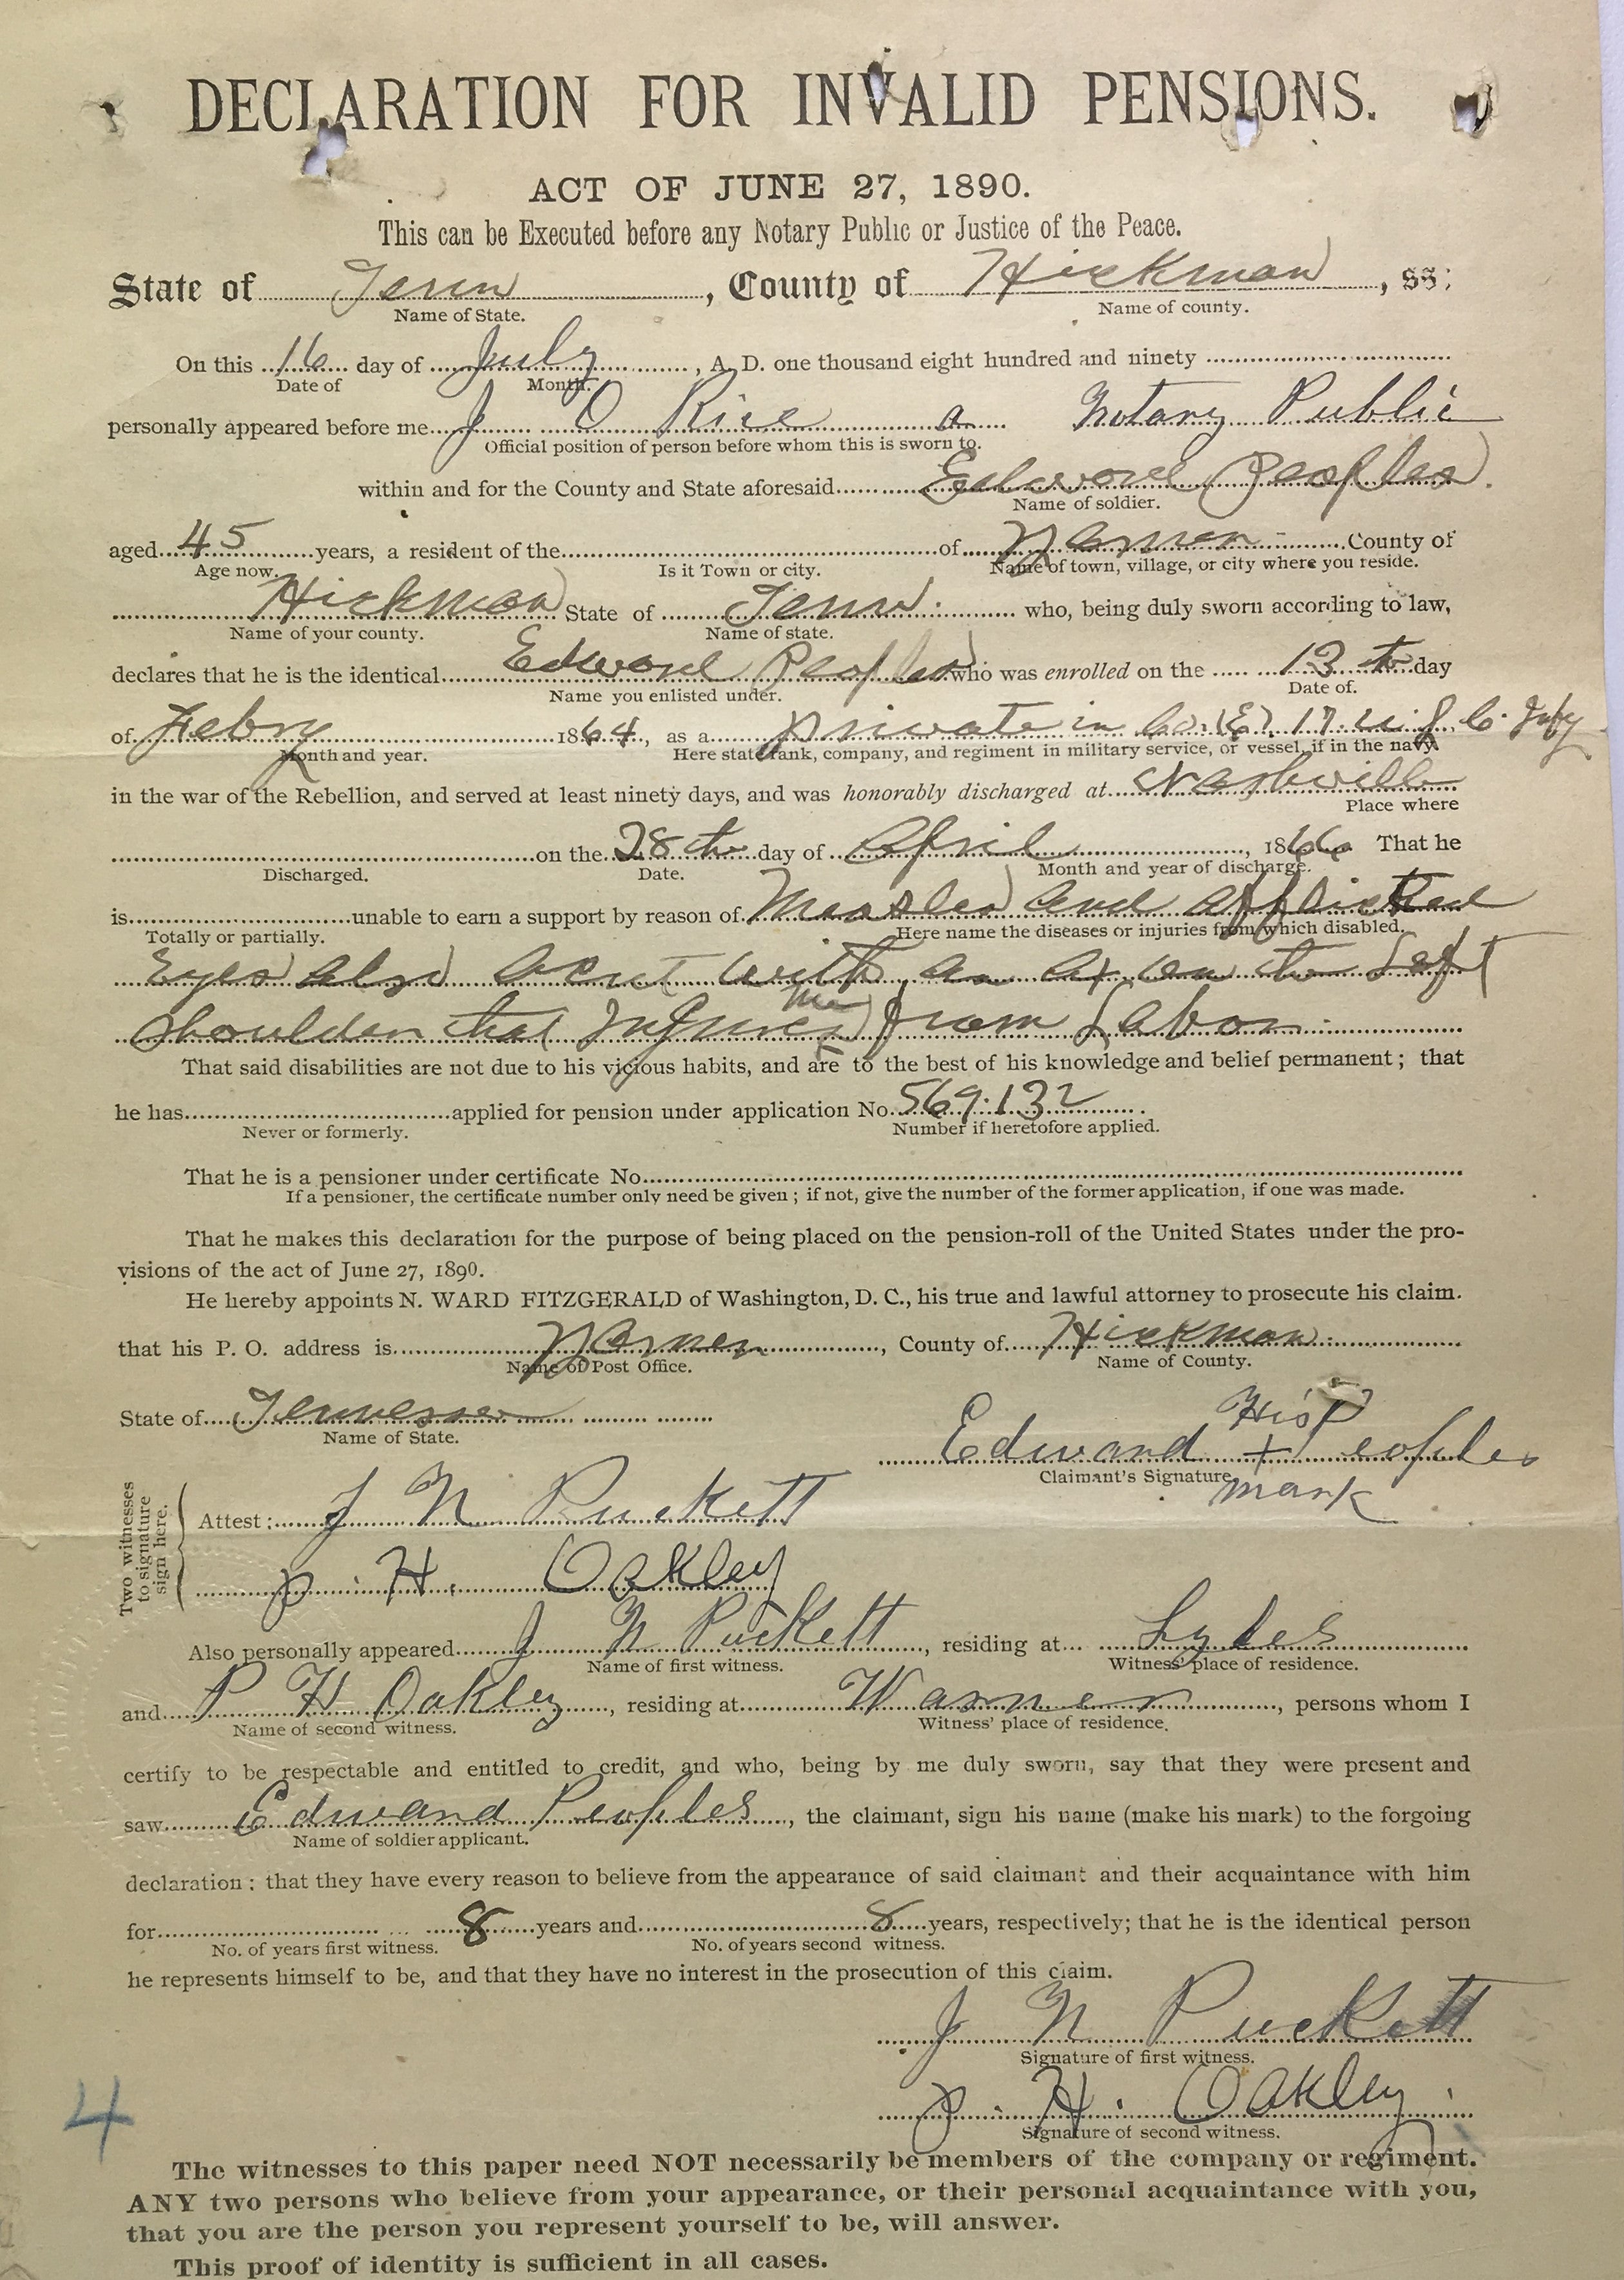 DECLARATION FOR INVALID PENSIONS.
ACT OF JUNE 27, 1890.
This can be Executed before any Notary Public or Justice of the Peace.
State of Tenn, County of Hickman, SS:
Name of State. Name of county.
On this 16 day of July, A. D. one thousand eight hundred and ninety
Date of Month.
personally appeared before me J O Rice a Notary Public
Official position of person before whom this is sworn to.
within and for the County and State aforesaid Edward Peoples.
Name of soldier.
aged 45 years, a resident of the of Warner County of
Age now. Is it Town or city. Name of town, village, or city where you reside.
Hickman State of Tenn. who, being duly sworn according to law,
Name of your county. Name of state.
declares that he is the identical Edward Peoples who was enrolled on the 13th day
Name you enlisted under. Date of.
of Febry 1864, as a private in Co. (E) 17 U.S. C. Infy
Month and year. Here state rank, company, and regiment in military service, or vessel, if in the navy.
in the war of the Rebellion, and served at least ninety days, and was honorably discharged at Nashville
Place where
on the 28th day of April, 1866 That he
Discharged. Date. Month and year of discharge.
is unable to earn a support by reason of Measles and afflicted
Totally or partially. Here name the diseases or injuries from which disabled.
Eyes also cut with an ax on the Left
Shoulder that Injures me from Labor.
That said disabilities are not due to his vicious habits, and are to the best of his knowledge and belief permanent; that
he has applied for pension under application No. 569.132
Never or formerly. Number if heretofore applied.
That he is a pensioner under certificate No.
If a pensioner, the certificate number only need be given; if not, give the number of the former application, if one was made.
That he makes this declaration for the purpose of being placed on the pension-roll of the United States under the pro-
visions of the act of June 27, 1890.
He hereby appoints N. WARD FITZGERALD of Washington, D. C., his true and lawful attorney to prosecute his claim.
that his P. O. address is Warner, County of Hickman.
Name of Post Office. Name of County.
State of Tennessee
Name of State.
His
Edward + Peoples
Claimant's Signature
mark
Two witnesses to signature sign here.
Attest: J N Puckett
P. H. Oakley
Also personally appeared J N Puckett, residing at Lyles
Name of first witness. Witness' place of residence.
and P H Oakley, residing at Warner, persons whom I
Name of second witness. Witness' place of residence.
certify to be respectable and entitled to credit, and who, being by me duly sworn, say that they were present and
saw Edward Peoples, the claimant, sign his name (make his mark) to the forgoing
Name of soldier applicant.
declaration: that they have every reason to believe from the appearance of said claimant and their acquaintance with him
for 8 years and 8 years, respectively; that he is the identical person
No. of years first witness. No. of years second witness.
he represents himself to be, and that they have no interest in the prosecution of this claim.
J N Puckett
Signature of first witness.
P. H. Oakley.
Signature of second witness.
4
The witnesses to this paper need NOT necessarily be members of the company or regiment.
ANY two persons who believe from your appearance, or their personal acquaintance with you,
that you are the person you represent yourself to be, will answer.
This proof of identity is sufficient in all cases.